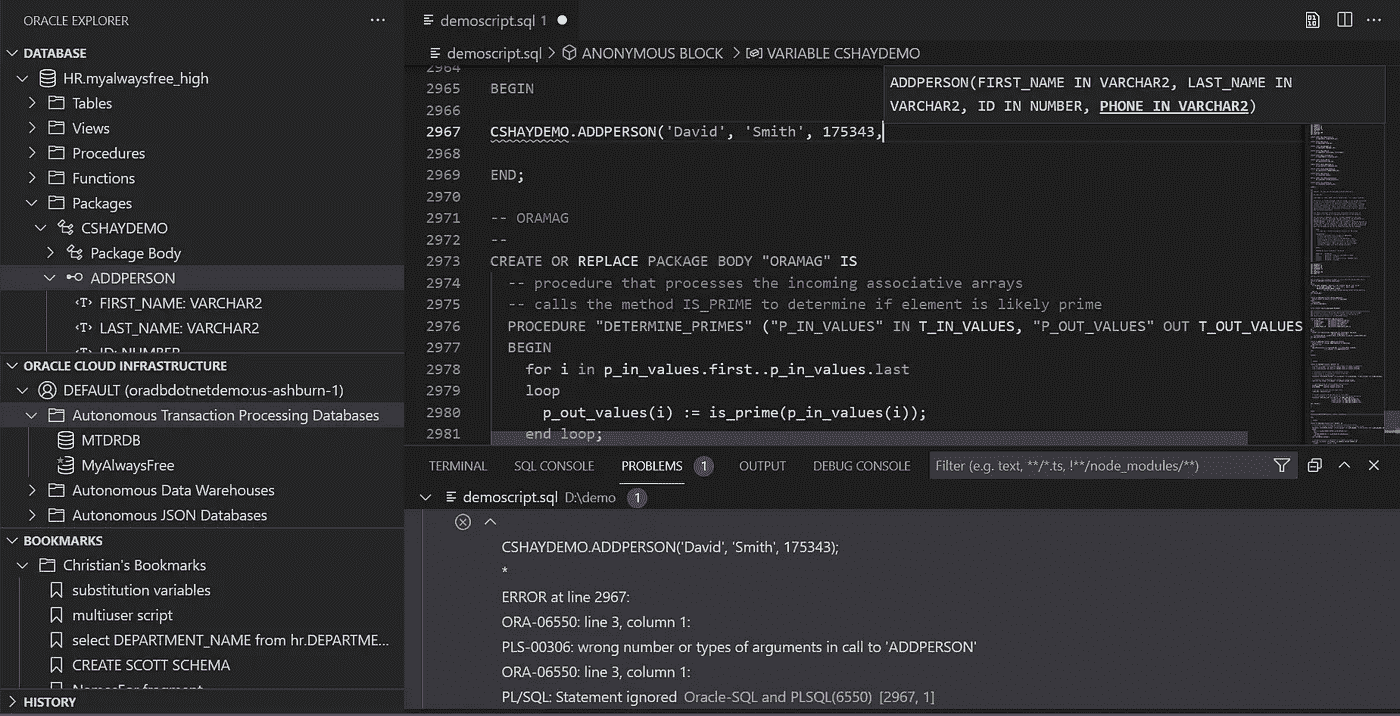 ORACLE EXPLORER
DATABASE
HR.myalwaysfree_high
Tables
Views
Procedures
Functions
Packages
CSHAYDEMO
Package Body
ADDPERSON
FIRST_NAME: VARCHAR2
LAST_NAME: VARCHAR2
ID: NUMBER
ORACLE CLOUD INFRASTRUCTURE
DEFAULT (oradbdotnetdemo:us-ashburn-1)
Autonomous Transaction Processing Databases
MTDRDB
MyAlwaysFree
Autonomous Data Warehouses
Autonomous JSON Databases
BOOKMARKS
Christian's Bookmarks
substitution variables
multiuser script
select DEPARTMENT_NAME from hr.DEPARTME...
CREATE SCOTT SCHEMA
HISTORY
demoscript.sql 1
demoscript.sql > ANONYMOUS BLOCK > VARIABLE CSHAYDEMO
ADDPERSON(FIRST_NAME IN VARCHAR2, LAST_NAME IN
VARCHAR2, ID IN NUMBER, PHONE IN VARCHAR2)
2964
2965 BEGIN
2966
2967 CSHAYDEMO.ADDPERSON('David', 'Smith', 175343,
2968
2969 END;
2970
2971 -- ORAMAG
2972 --
2973 CREATE OR REPLACE PACKAGE BODY "ORAMAG" IS
2974 -- procedure that processes the incoming associative arrays
2975 -- calls the method IS_PRIME to determine if element is likely prime
2976 PROCEDURE "DETERMINE_PRIMES" ("P_IN_VALUES" IN T_IN_VALUES, "P_OUT_VALUES" OUT T_OUT_VALUES
2977 BEGIN
2978 for i in p_in_values.first..p_in_values.last
2979 loop
2980 p_out_values(i) := is_prime(p_in_values(i));
2981 end loop;
TERMINAL SQL CONSOLE PROBLEMS 1 OUTPUT DEBUG CONSOLE Filter (e.g. text, **/*.ts, !**/node_modules/**)
demoscript.sql D:\demo 1
CSHAYDEMO.ADDPERSON('David', 'Smith', 175343);
*
ERROR at line 2967:
ORA-06550: line 3, column 1:
PLS-00306: wrong number or types of arguments in call to 'ADDPERSON'
ORA-06550: line 3, column 1:
PL/SQL: Statement ignored Oracle-SQL and PLSQL(6550) [2967, 1]